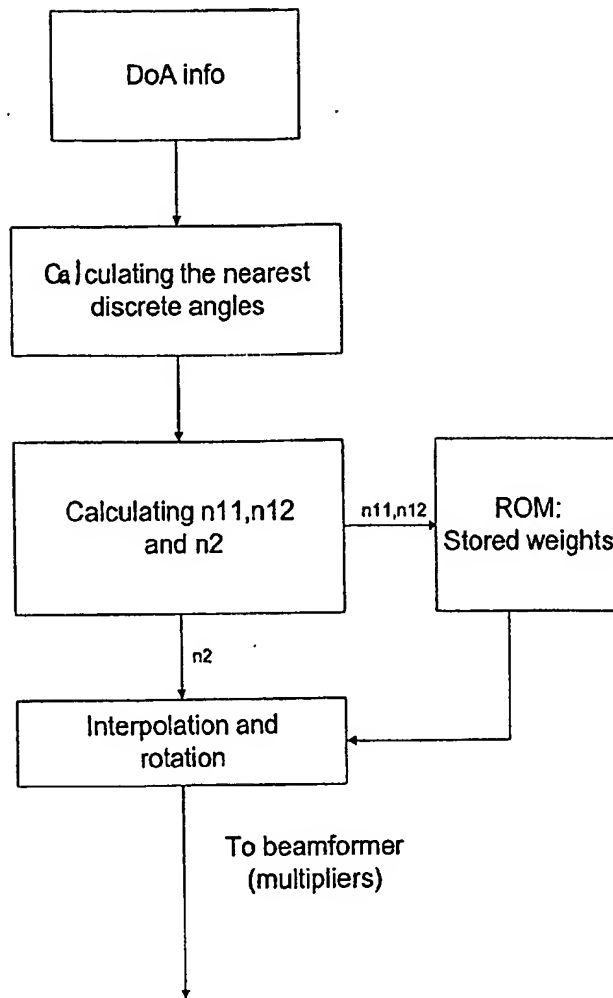 DoA info
Calculating the nearest
discrete angles
Calculating n11,n12
and n2
n11,n12
ROM:
Stored weights
n2
Interpolation and
rotation
To beamformer
(multipliers)